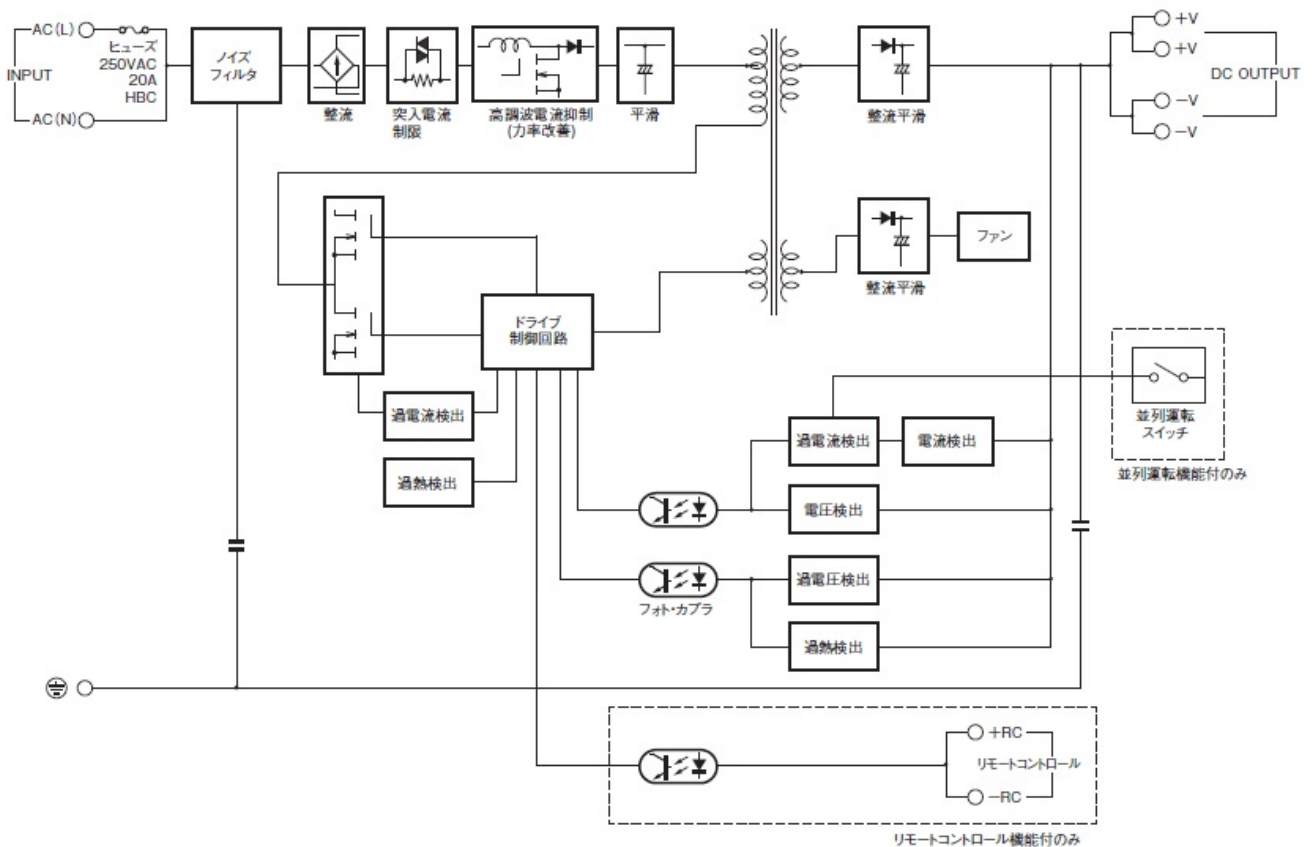 AC(L)
ヒューズ
250VAC
20A
HBC
INPUT
AC(N)
ノイズ
フィルタ
整流
突入電流
制限
高調波電流抑制
(力率改善)
平滑
整流平滑
+V
+V
DC OUTPUT
−V
−V
整流平滑
ファン
ドライブ
制御回路
過電流検出
過熱検出
過電流検出
電流検出
並列運転
スイッチ
並列運転機能付のみ
電圧検出
過電圧検出
フォト・カプラ
過熱検出
+RC
リモートコントロール
−RC
リモートコントロール機能付のみ